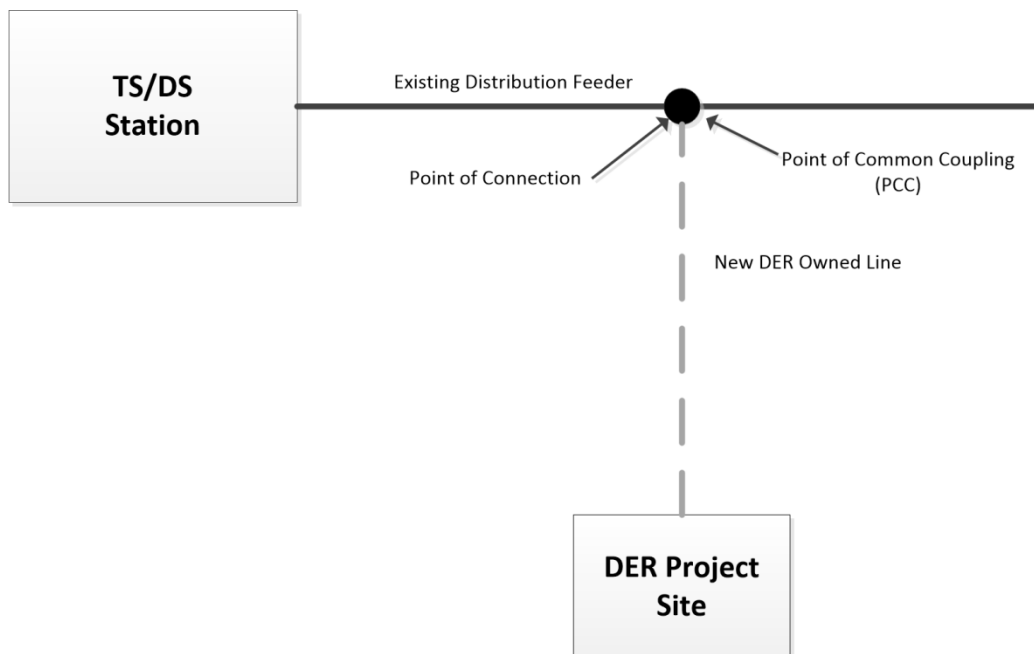 TS/DS
Station
Existing Distribution Feeder
Point of Connection
Point of Common Coupling
(PCC)
New DER Owned Line
DER Project
Site